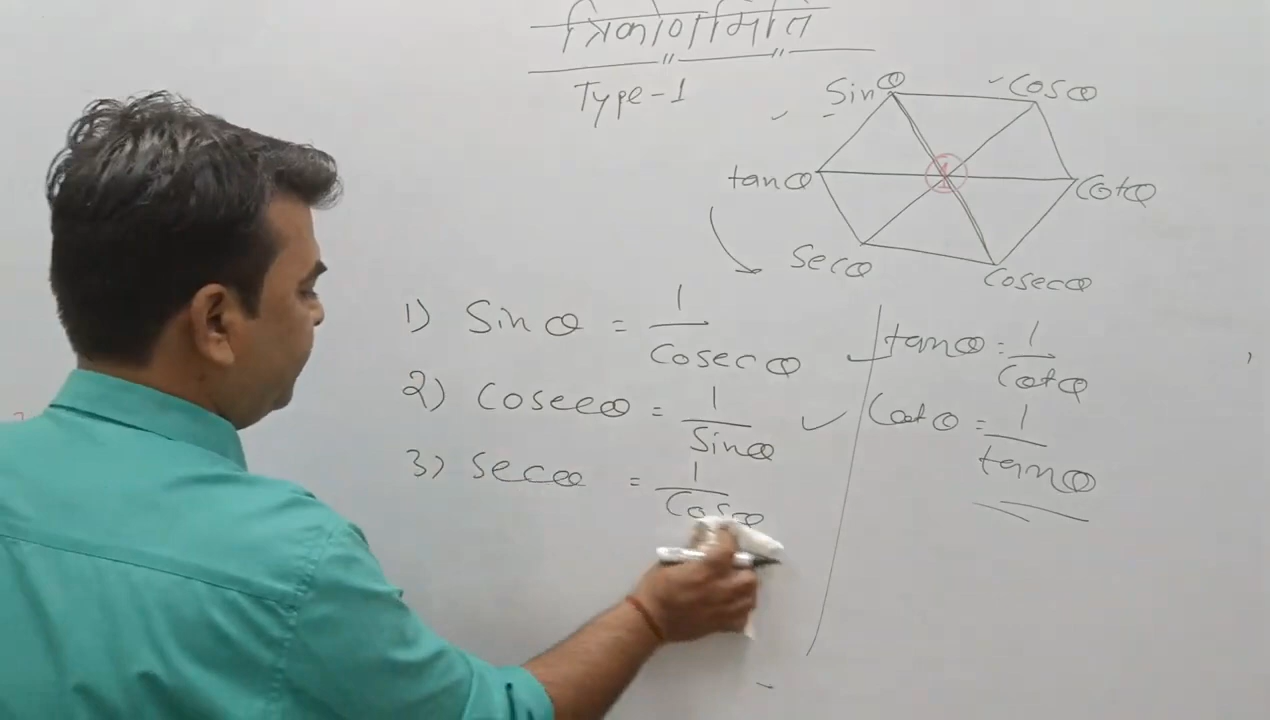 त्रिकोणमिति
Type-1
Sinθ
Cosθ
tanθ
1
Cotθ
Secθ
Cosecθ
1) Sinθ = 1/Cosecθ
2) Cosecθ = 1/Sinθ
3) Secθ = 1/Cosθ
tanθ = 1/Cotθ
Cotθ = 1/tanθ